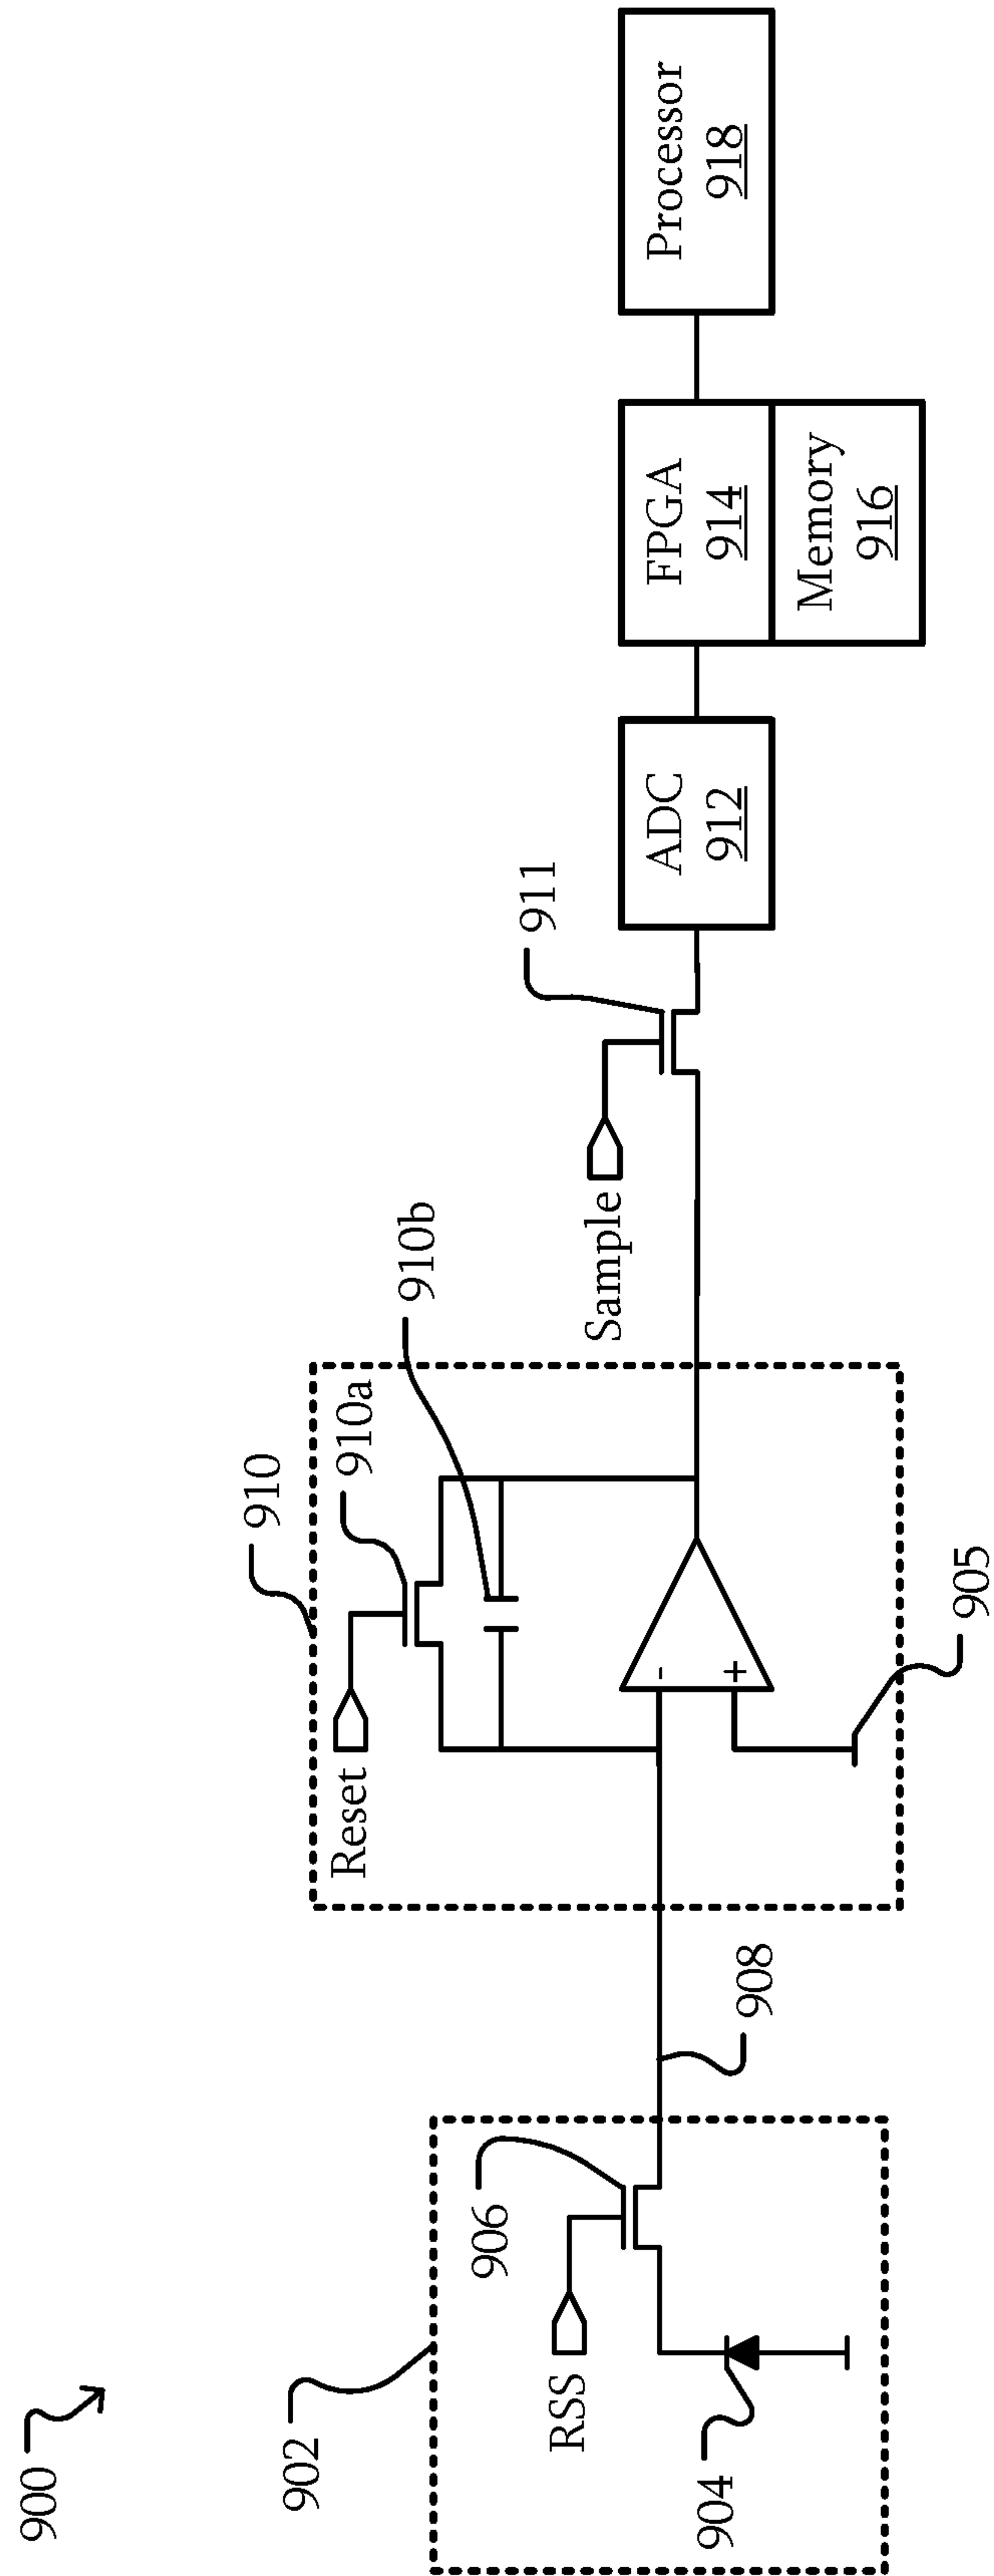 900
902
RSS
906
904
908
910
Reset
910a
910b
-
+
905
Sample
911
ADC
912
FPGA
914
Memory
916
Processor
918